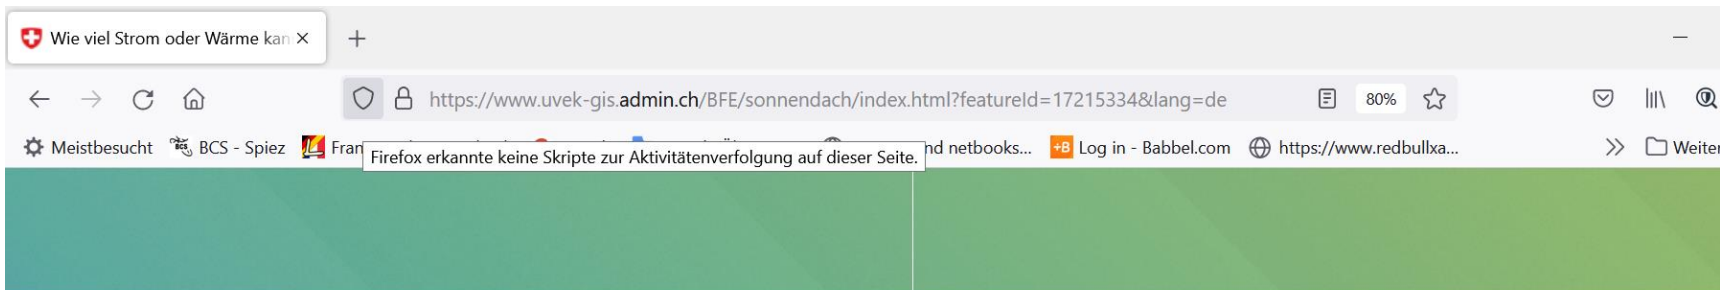 Wie viel Strom oder Wärme kan
https://www.uvek-gis.admin.ch/BFE/sonnendach/index.html?featureId=17215334&lang=de
80%
Meistbesucht BCS - Spiez Fran nd netbooks... +B Log in - Babbel.com https://www.redbullxa... Weiter
Firefox erkannte keine Skripte zur Aktivitätenverfolgung auf dieser Seite.